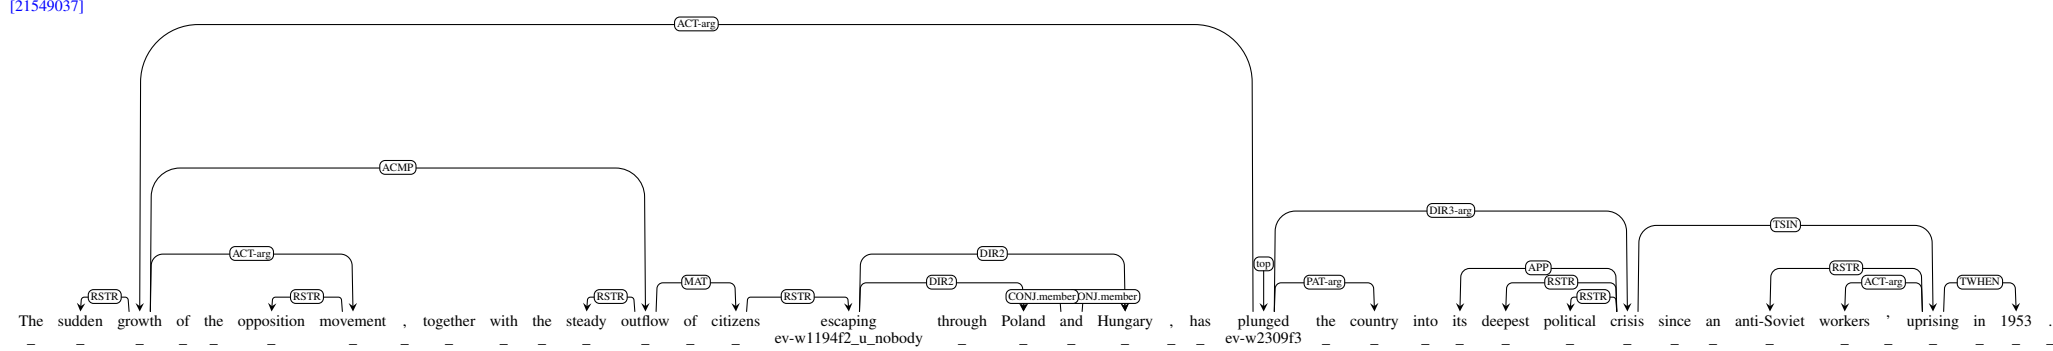 [21549037]
ACT-arg
ACMP
DIR3-arg
TSIN
ACT-arg DIR2
top
APP RSTR
MAT DIR2 PAT-arg RSTR ACT-arg TWHEN
RSTR RSTR RSTR RSTR CONJ.member ONJ.member RSTR
The sudden growth of the opposition movement , together with the steady outflow of citizens escaping through Poland and Hungary , has plunged the country into its deepest political crisis since an anti-Soviet workers ' uprising in 1953 .
_ _ _ _ _ _ _ _ _ _ _ _ _ _ _ ev-w1194f2_u_nobody _ _ _ _ _ _ ev-w2309f3 _ _ _ _ _ _ _ _ _ _ _ _ _ _ _ _